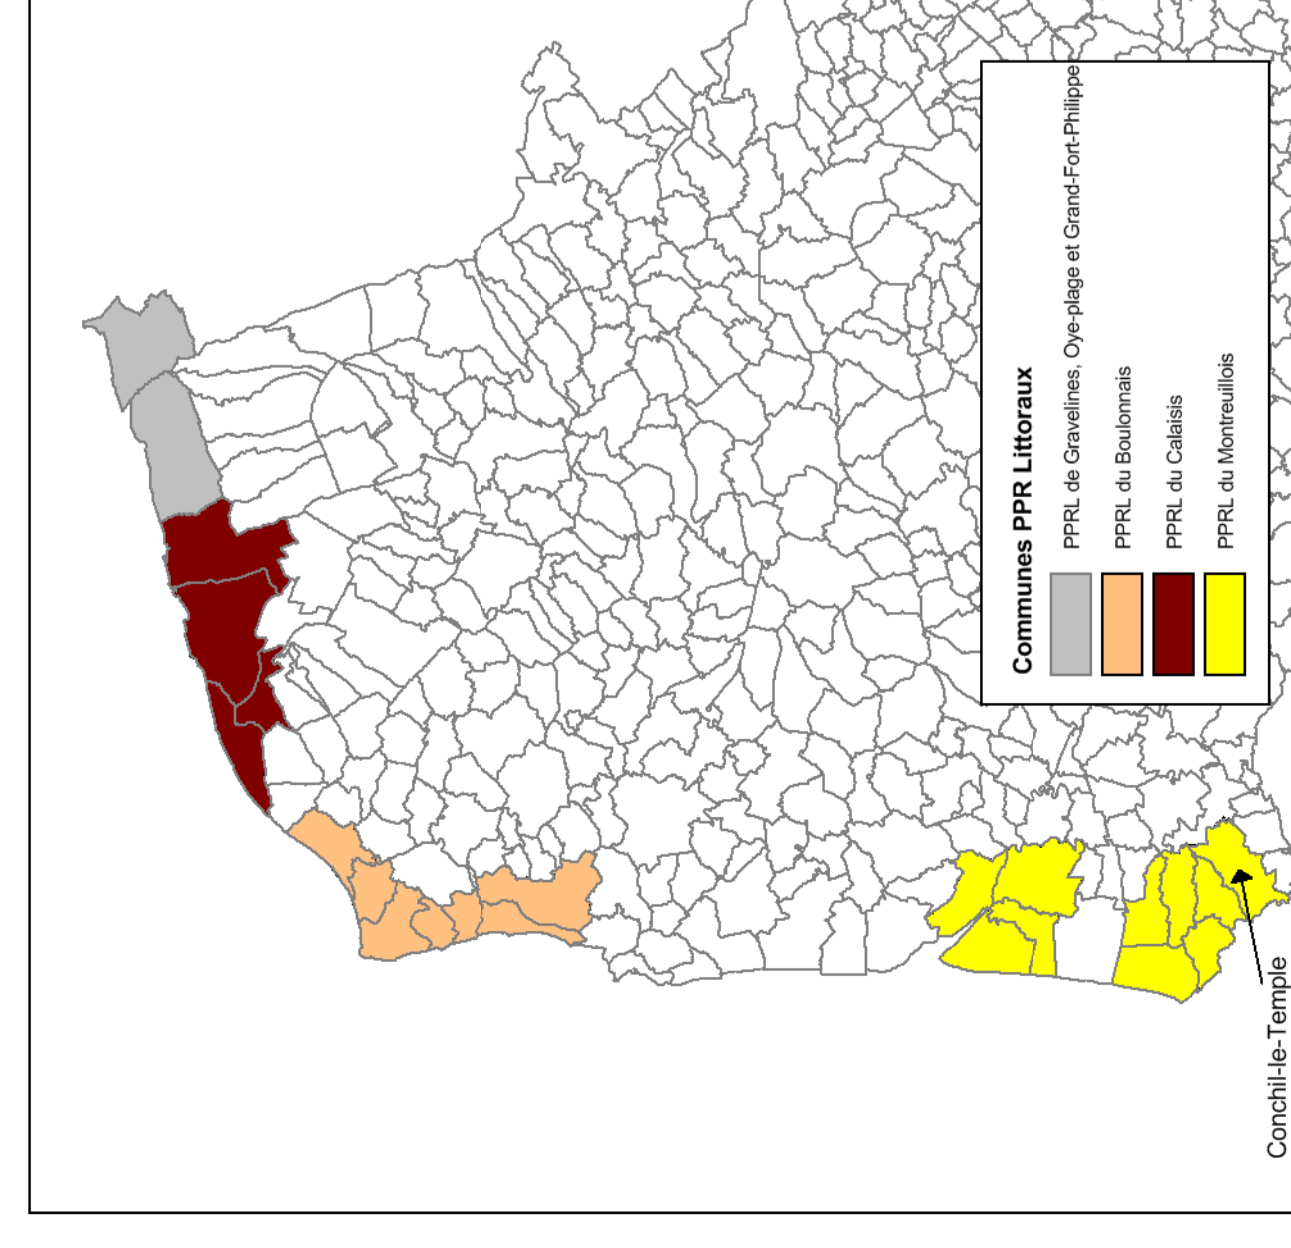 Communes PPR Littoraux
PPRL de Gravelines, Oye-plage et Grand-Fort-Philippe
PPRL du Boulonnais
PPRL du Calaisis
PPRL du Montreuillois
Conchil-le-Temple